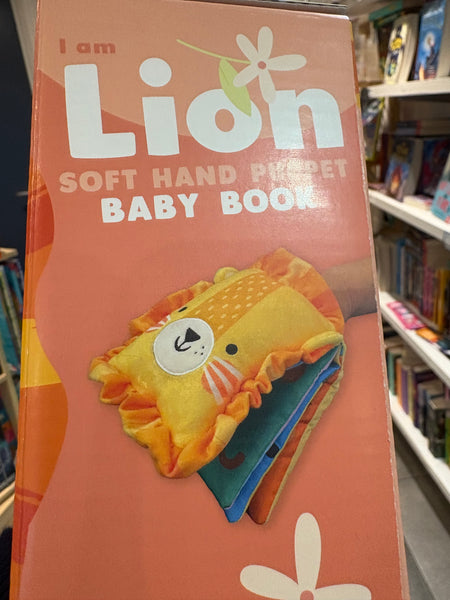 I am
Lion
SOFT HAND PUPPET
BABY BOOK